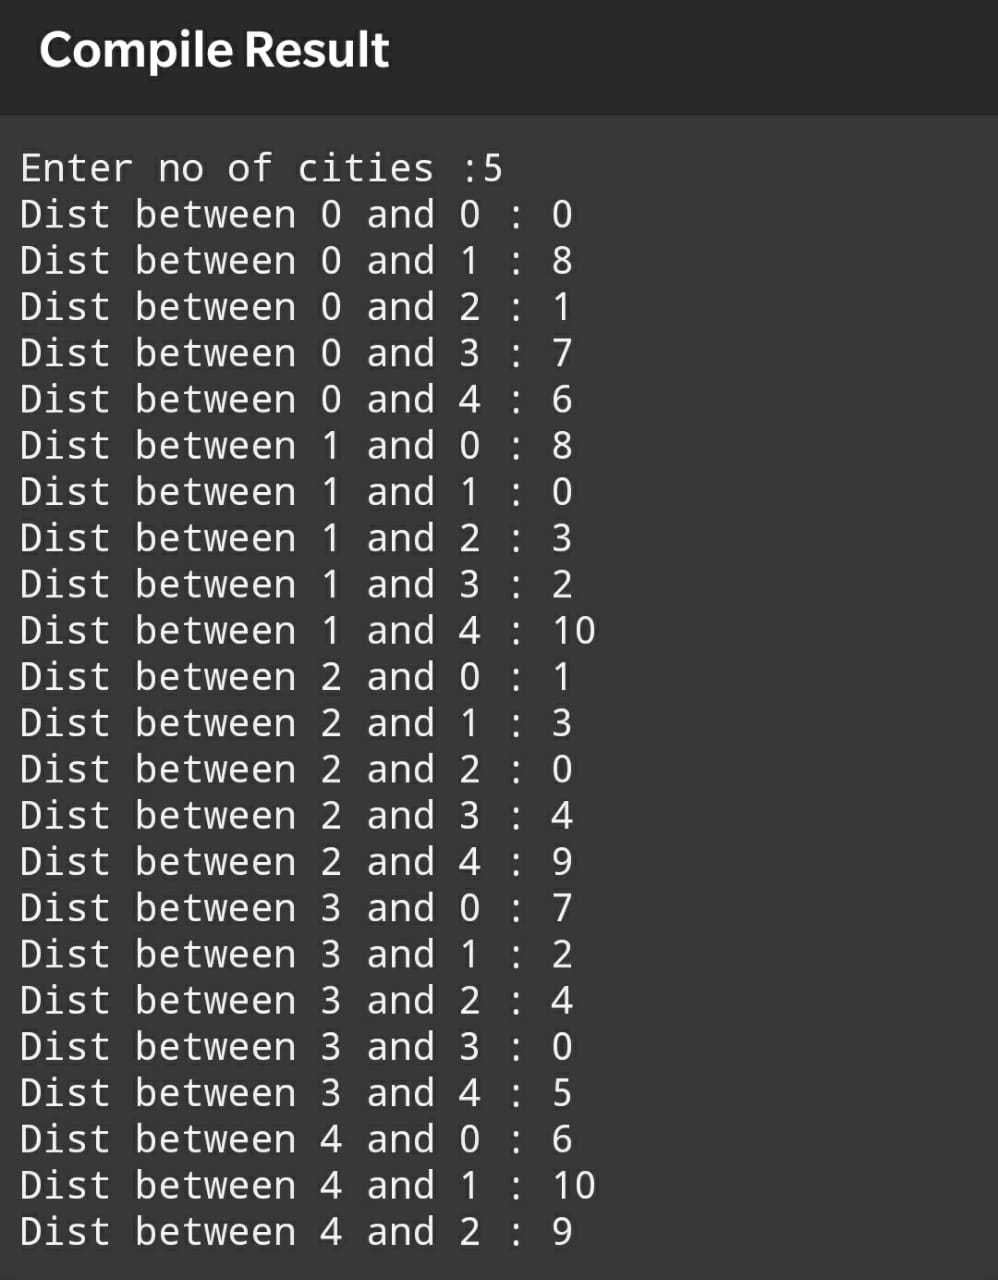 Compile Result
Enter no of cities :5
Dist between 0 and 0 : 0
Dist between 0 and 1 : 8
Dist between 0 and 2 : 1
Dist between 0 and 3 : 7
Dist between 0 and 4 : 6
Dist between 1 and 0 : 8
Dist between 1 and 1 : 0
Dist between 1 and 2 : 3
Dist between 1 and 3 : 2
Dist between 1 and 4 : 10
Dist between 2 and 0 : 1
Dist between 2 and 1 : 3
Dist between 2 and 2 : 0
Dist between 2 and 3 : 4
Dist between 2 and 4 : 9
Dist between 3 and 0 : 7
Dist between 3 and 1 : 2
Dist between 3 and 2 : 4
Dist between 3 and 3 : 0
Dist between 3 and 4 : 5
Dist between 4 and 0 : 6
Dist between 4 and 1 : 10
Dist between 4 and 2 : 9